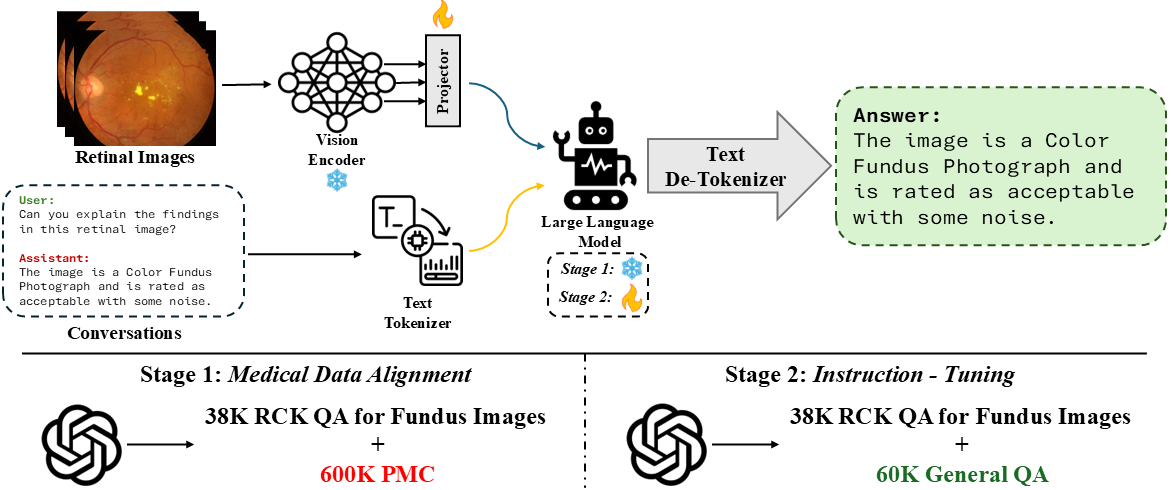 Retinal Images
Vision
Encoder
Projector
User:
Can you explain the findings
in this retinal image?
Assistant:
The image is a Color Fundus
Photograph and is rated as
acceptable with some noise.
Conversations
T_
Text
Tokenizer
Large Language
Model
Stage 1:
Stage 2:
Text
De-Tokenizer
Answer:
The image is a Color
Fundus Photograph and
is rated as acceptable
with some noise.
Stage 1: Medical Data Alignment
38K RCK QA for Fundus Images
+
600K PMC
Stage 2: Instruction - Tuning
38K RCK QA for Fundus Images
+
60K General QA